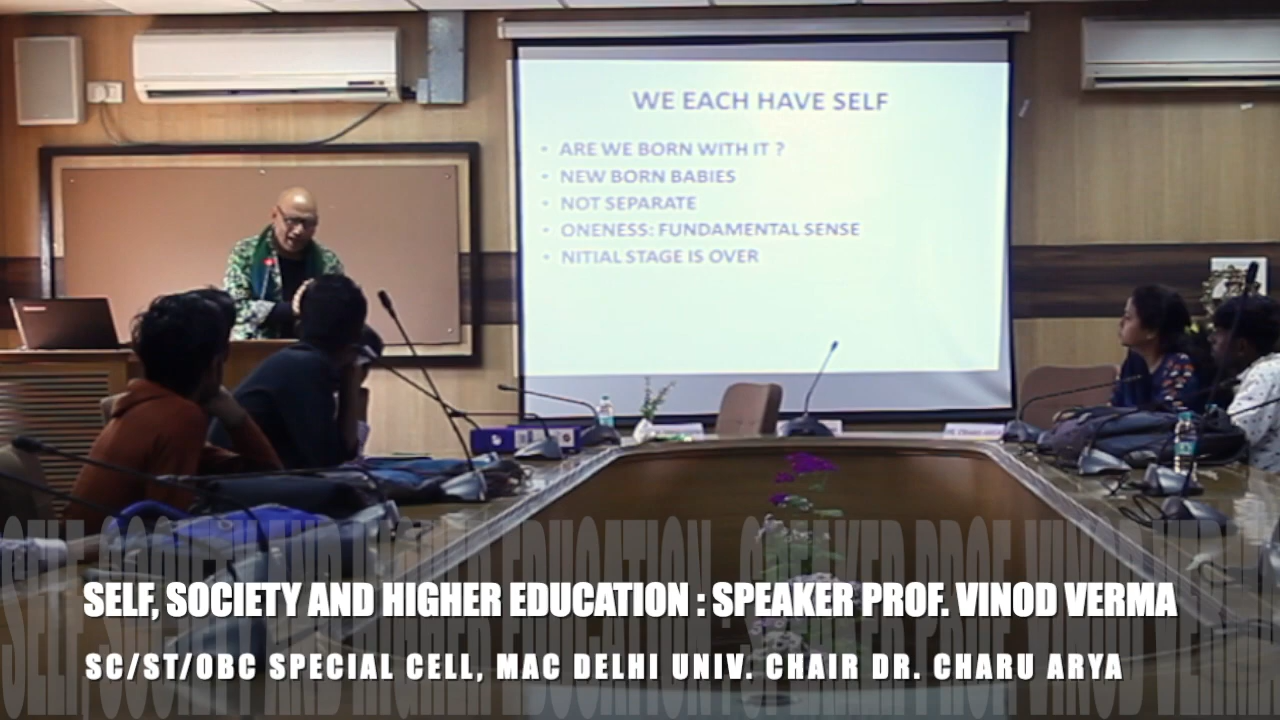 WE EACH HAVE SELF
• ARE WE BORN WITH IT ?
• NEW BORN BABIES
• NOT SEPARATE
• ONENESS: FUNDAMENTAL SENSE
• NITIAL STAGE IS OVER
SELF, SOCIETY AND HIGHER EDUCATION : SPEAKER PROF. VINOD VERMA
SC/ST/OBC SPECIAL CELL, MAC DELHI UNIV. CHAIR DR. CHARU ARYA